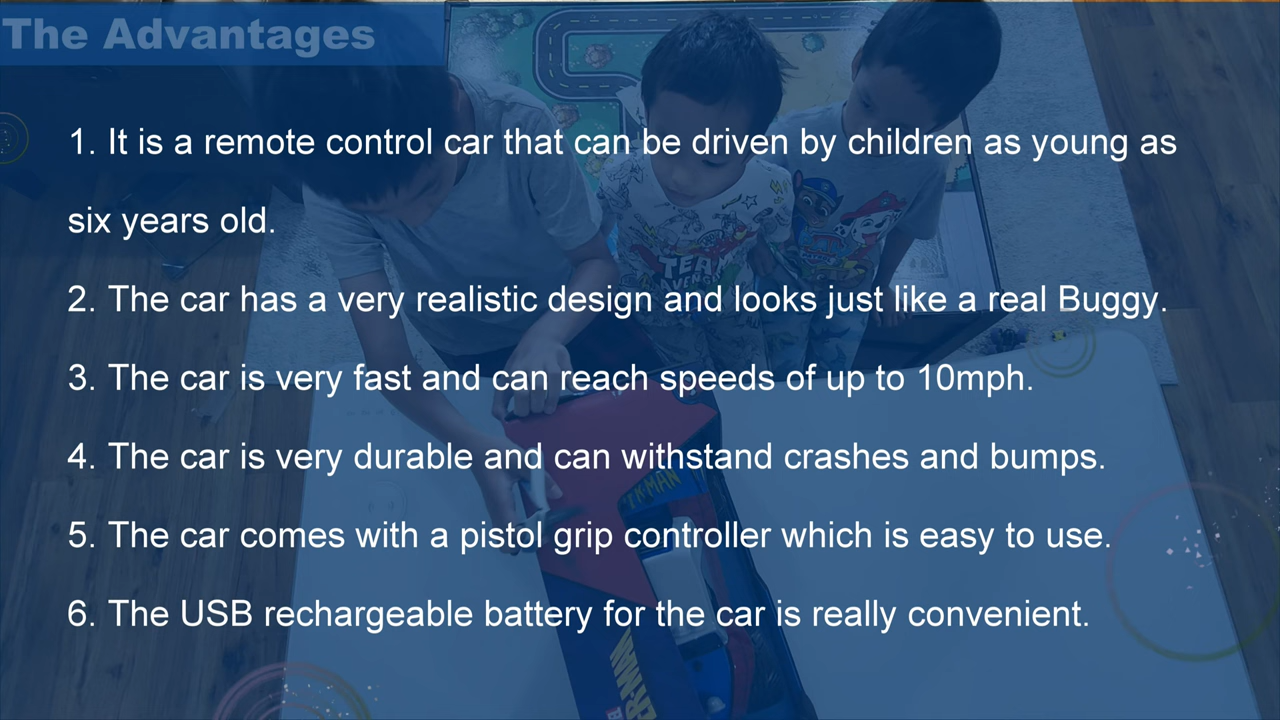 The Advantages
1. It is a remote control car that can be driven by children as young as
six years old.
2. The car has a very realistic design and looks just like a real Buggy.
3. The car is very fast and can reach speeds of up to 10mph.
4. The car is very durable and can withstand crashes and bumps.
5. The car comes with a pistol grip controller which is easy to use.
6. The USB rechargeable battery for the car is really convenient.
TEAM